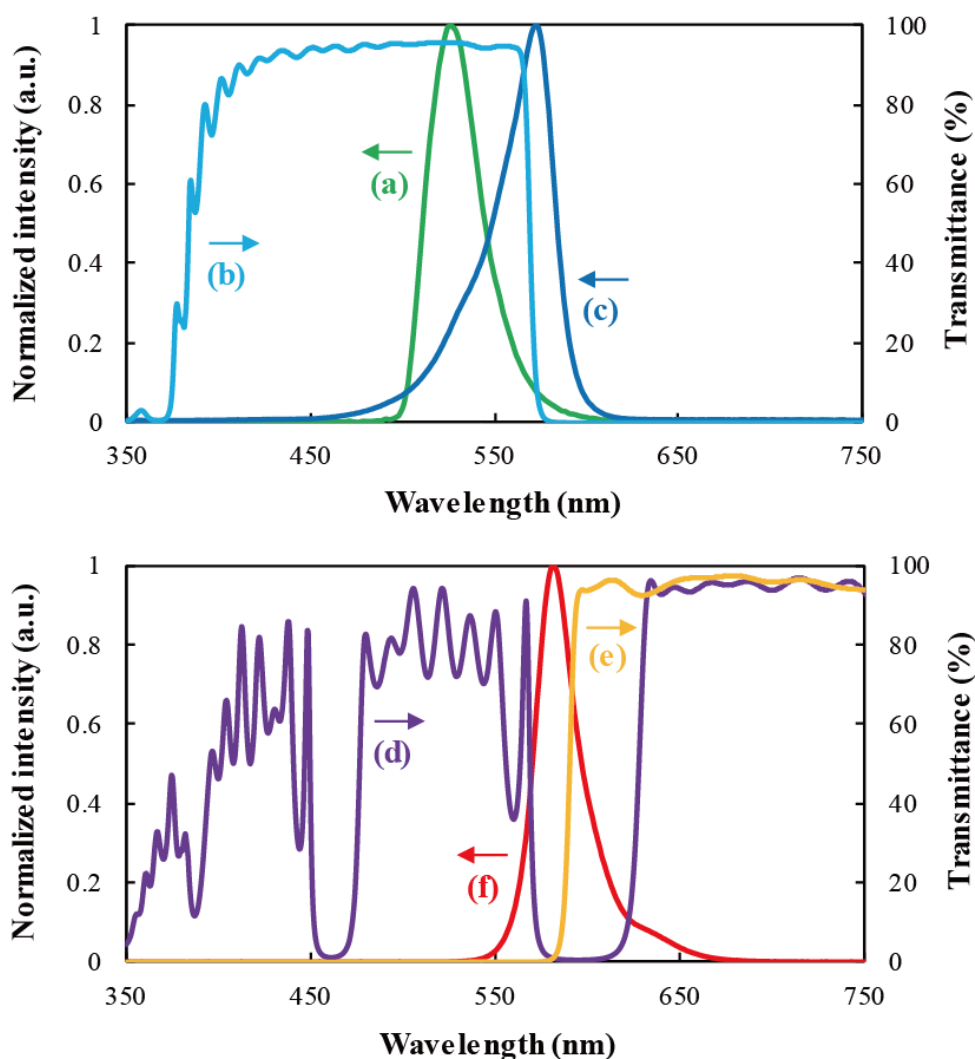 Normalized intensity (a.u.)
1
0.8
0.6
0.4
0.2
0
(a)
(b)
(c)
100
80
60
40
20
0
Transmittance (%)
350
450
550
650
750
Wavelength (nm)
Normalized intensity (a.u.)
1
0.8
0.6
0.4
0.2
0
(d)
(e)
(f)
100
80
60
40
20
0
Transmittance (%)
350
450
550
650
750
Wavelength (nm)